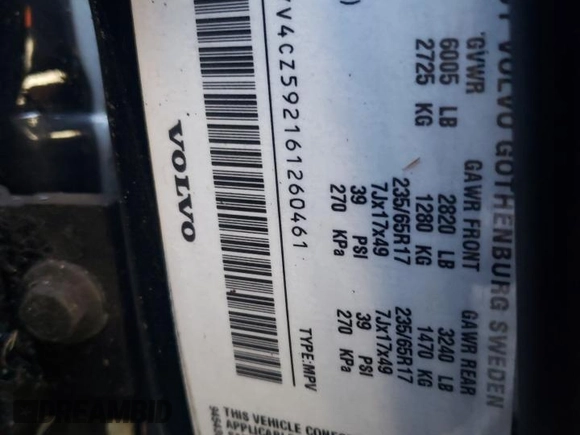 VOLVO GOTHENBURG SWEDEN
GVWR
6005 LB
2725 KG
GAWR FRONT
2820 LB
1280 KG
235/65R17
7Jx17x49
39 PSI
270 KPa
GAWR REAR
3240 LB
1470 KG
235/65R17
7Jx17x49
39 PSI
270 KPa
)
V4CZ592161260461
TYPE:MPV
VOLVO
THIS VEHICLE
APPLICABLE
DREAMBID